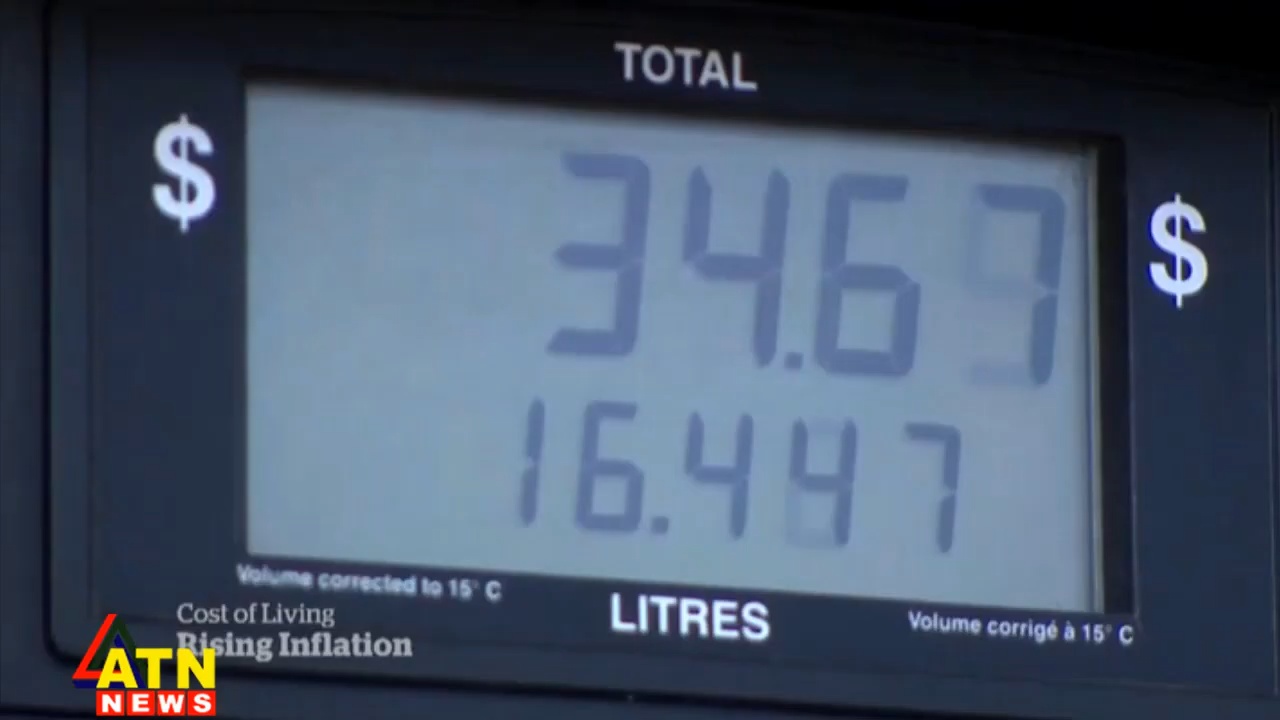 TOTAL
$ 34.67 $
16.447
Volume corrected to 15° C
LITRES
Volume corrigé à 15° C
Cost of Living
Rising Inflation
ATN
NEWS